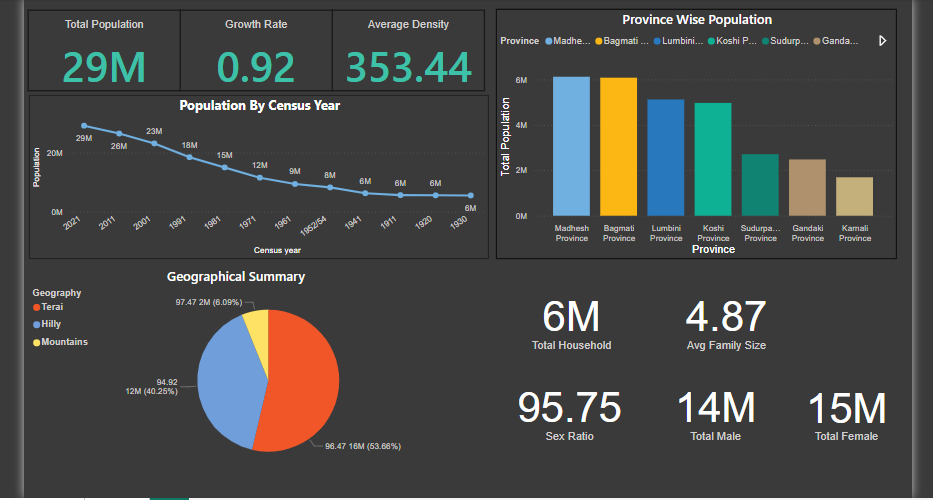 Total Population
29M
Growth Rate
0.92
Average Density
353.44
Population By Census Year
Population
20M
0M
29M
26M
23M
18M
15M
12M
9M
8M
6M
6M
6M
6M
2021
2011
2001
1991
1981
1971
1961
1952/54
1941
1911
1920
1930
Census year
Province Wise Population
Province Madhe... Bagmati ... Lumbini... Koshi P... Sudurp... Ganda...
Total Population
6M
4M
2M
0M
Madhesh Province
Bagmati Province
Lumbini Province
Koshi Province
Sudurpa... Province
Gandaki Province
Karnali Province
Province
Geographical Summary
Geography
Terai
Hilly
Mountains
97.47 2M (6.09%)
94.92
12M (40.25%)
96.47 16M (53.66%)
6M
Total Household
4.87
Avg Family Size
95.75
Sex Ratio
14M
Total Male
15M
Total Female